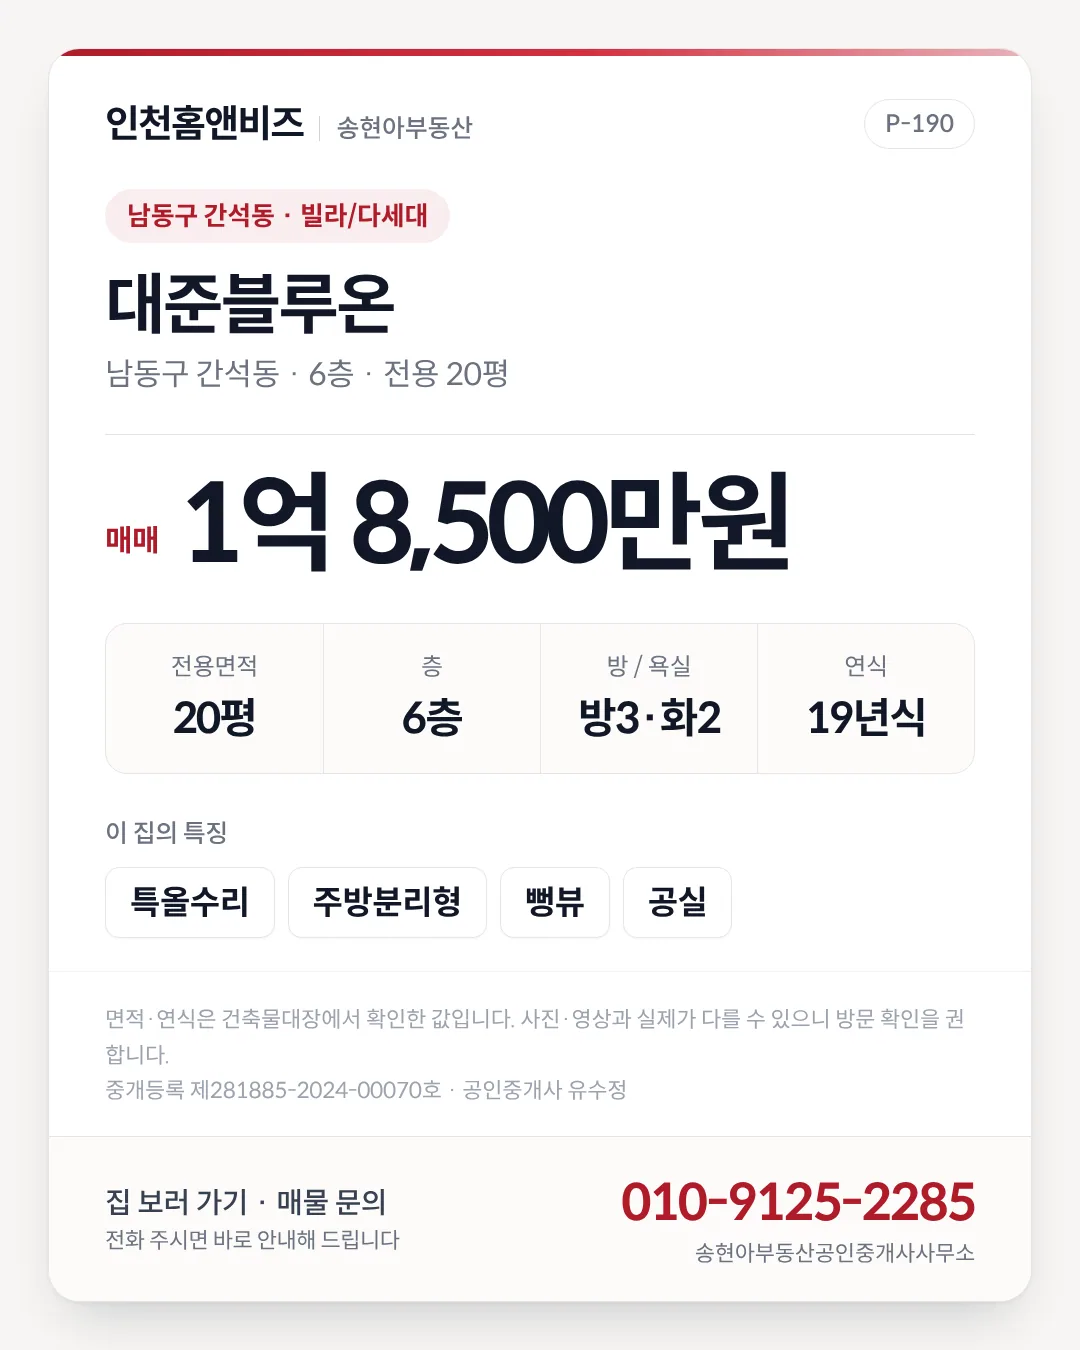 인천홈앤비즈 | 송현아부동산
P-190
남동구 간석동 · 빌라/다세대
대준블루온
남동구 간석동 · 6층 · 전용 20평
매매 1억 8,500만원
전용면적 층 방 / 욕실 연식
20평 6층 방3·화2 19년식
이 집의 특징
특올수리 주방분리형 뻥뷰 공실
면적·연식은 건축물대장에서 확인한 값입니다. 사진·영상과 실제가 다를 수 있으니 방문 확인을 권
합니다.
중개등록 제281885-2024-00070호 · 공인중개사 유수정
집 보러 가기 · 매물 문의
전화 주시면 바로 안내해 드립니다
010-9125-2285
송현아부동산공인중개사사무소